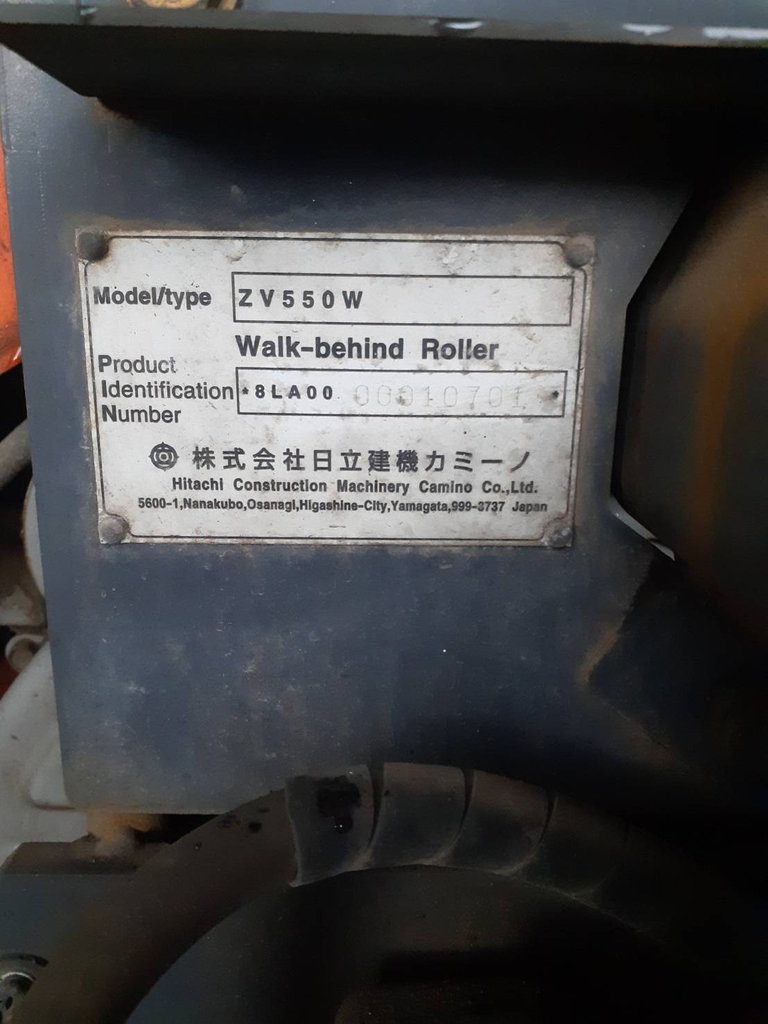 Model/type ZV550W
Walk-behind Roller
Product
Identification *8LA00 00010701*
Number
株式会社日立建機カミーノ
Hitachi Construction Machinery Camino Co.,Ltd.
5600-1,Nanakubo,Osanagi,Higashine-City,Yamagata,999-3737 Japan